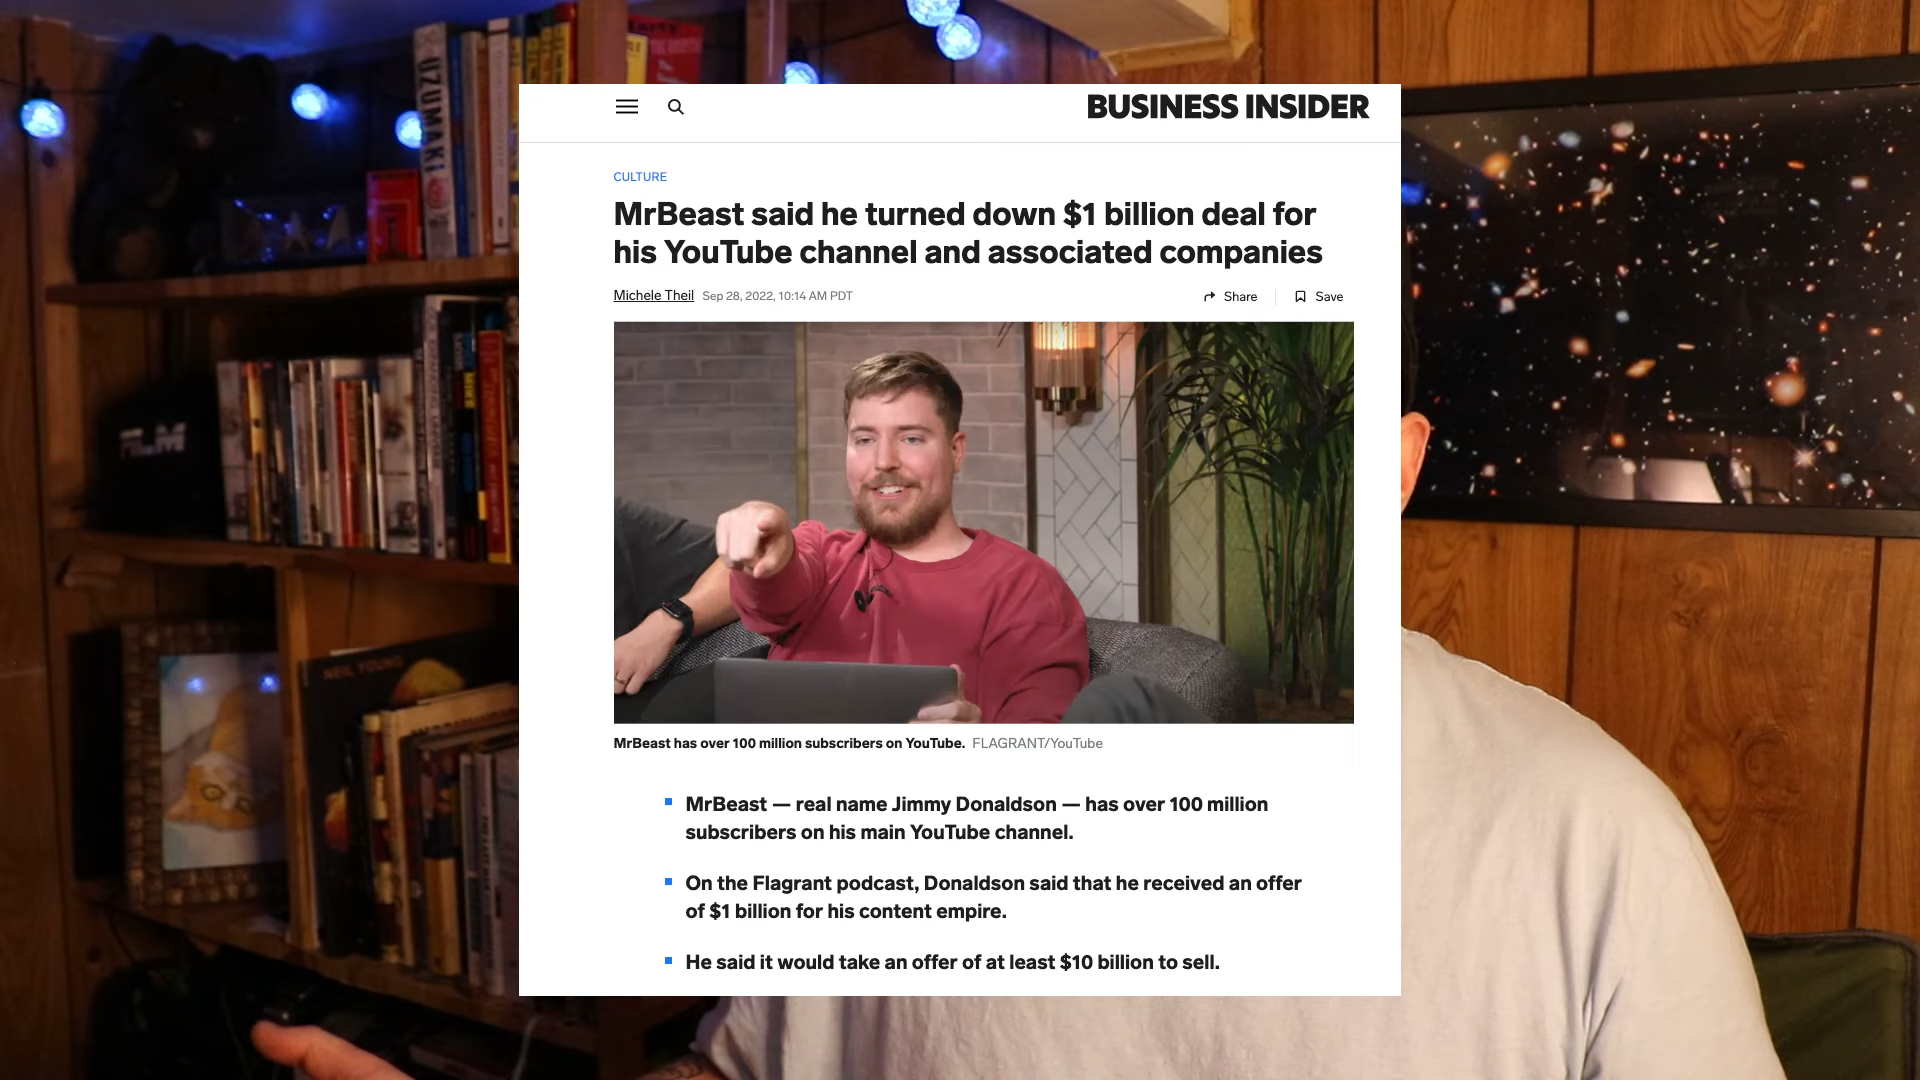 UZUMAKI
BUSINESS INSIDER
CULTURE
MrBeast said he turned down $1 billion deal for
his YouTube channel and associated companies
Michele Theil Sep 28, 2022, 10:14 AM PDT
Share
Save
MrBeast has over 100 million subscribers on YouTube. FLAGRANT/YouTube
MrBeast — real name Jimmy Donaldson — has over 100 million
subscribers on his main YouTube channel.
On the Flagrant podcast, Donaldson said that he received an offer
of $1 billion for his content empire.
He said it would take an offer of at least $10 billion to sell.
ILM
NEIL YOUNG